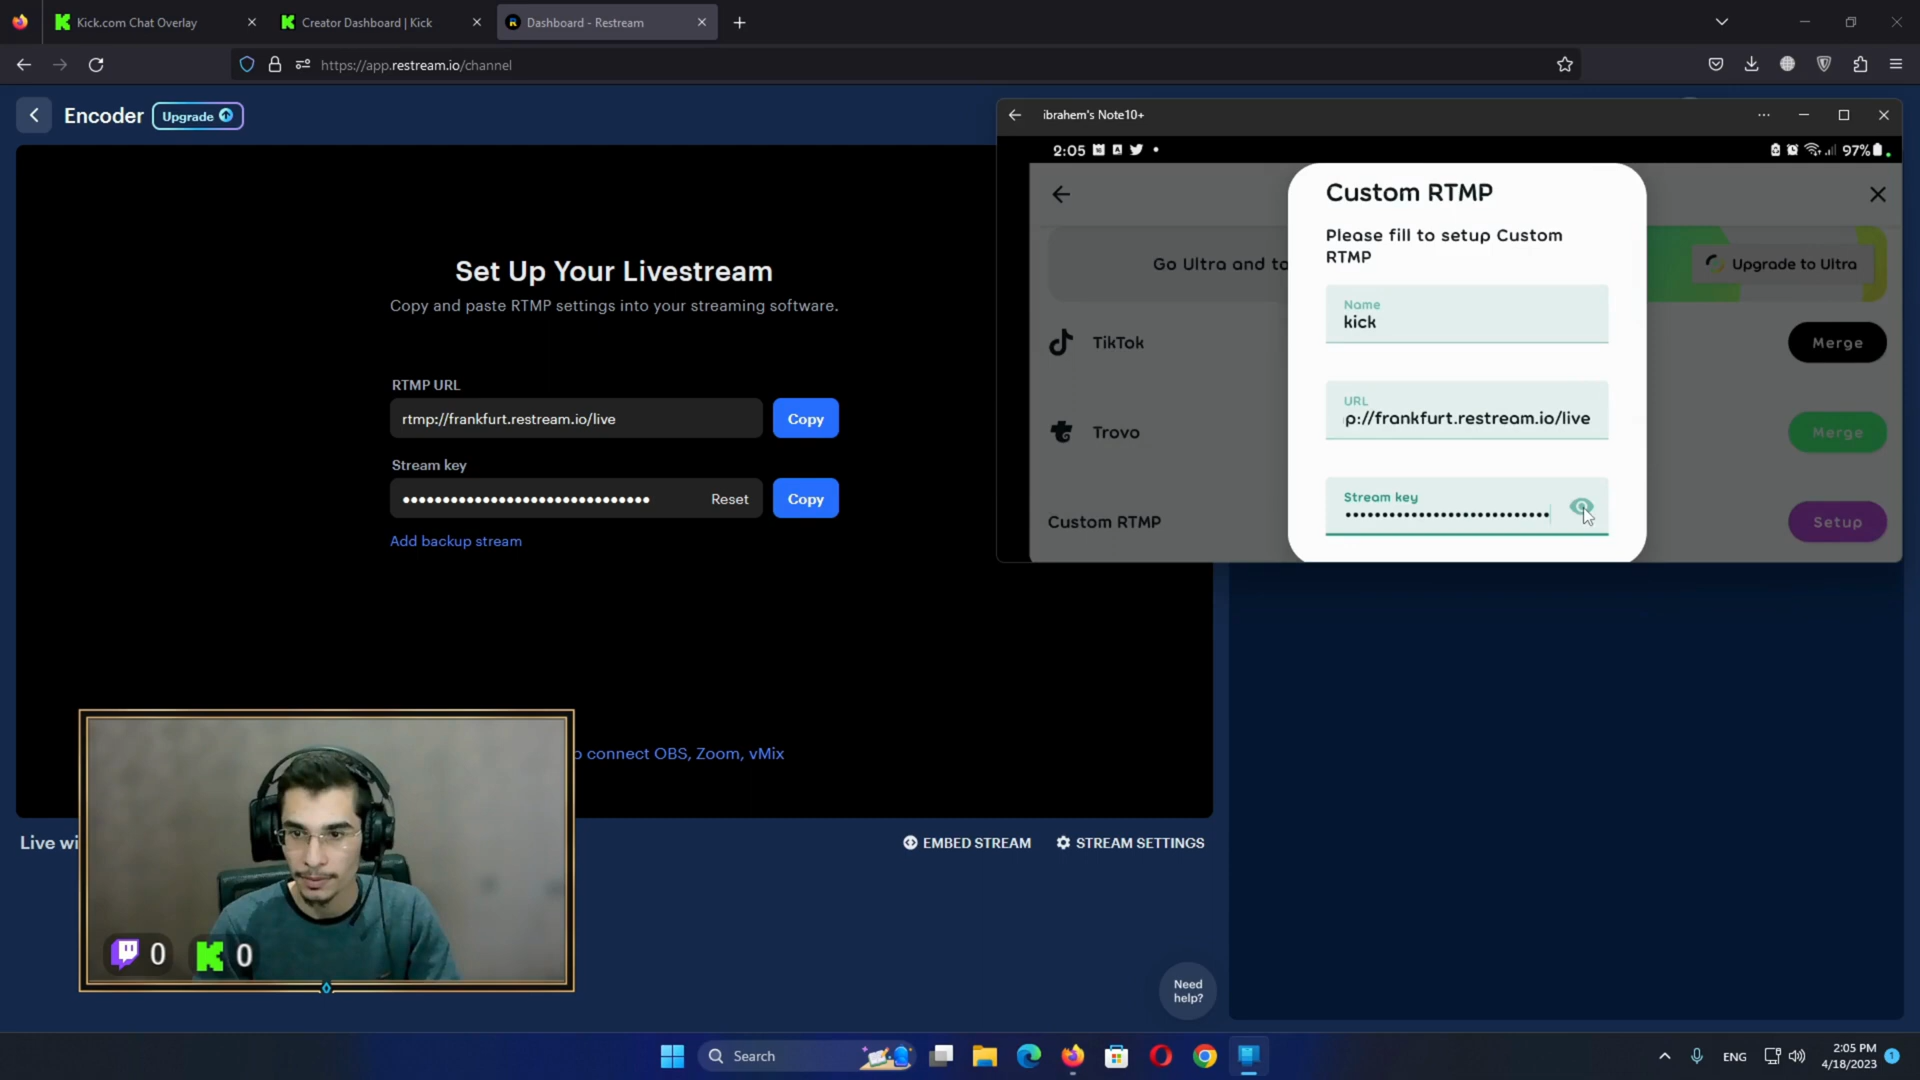 Kick.com Chat Overlay
Creator Dashboard | Kick
Dashboard - Restream
https://app.restream.io/channel
Encoder
Upgrade
Set Up Your Livestream
Copy and paste RTMP settings into your streaming software.
RTMP URL
rtmp://frankfurt.restream.io/live
Copy
Stream key
Reset
Copy
Add backup stream
o connect OBS, Zoom, vMix
Live wi
EMBED STREAM
STREAM SETTINGS
Need
help?
0
0
ibrahem's Note10+
2:05
97%
Custom RTMP
Please fill to setup Custom
RTMP
Go Ultra and to
Upgrade to Ultra
Name
kick
TikTok
Merge
URL
p://frankfurt.restream.io/live
Trovo
Merge
Stream key
Custom RTMP
Setup
Search
ENG
2:05 PM
4/18/2023
1